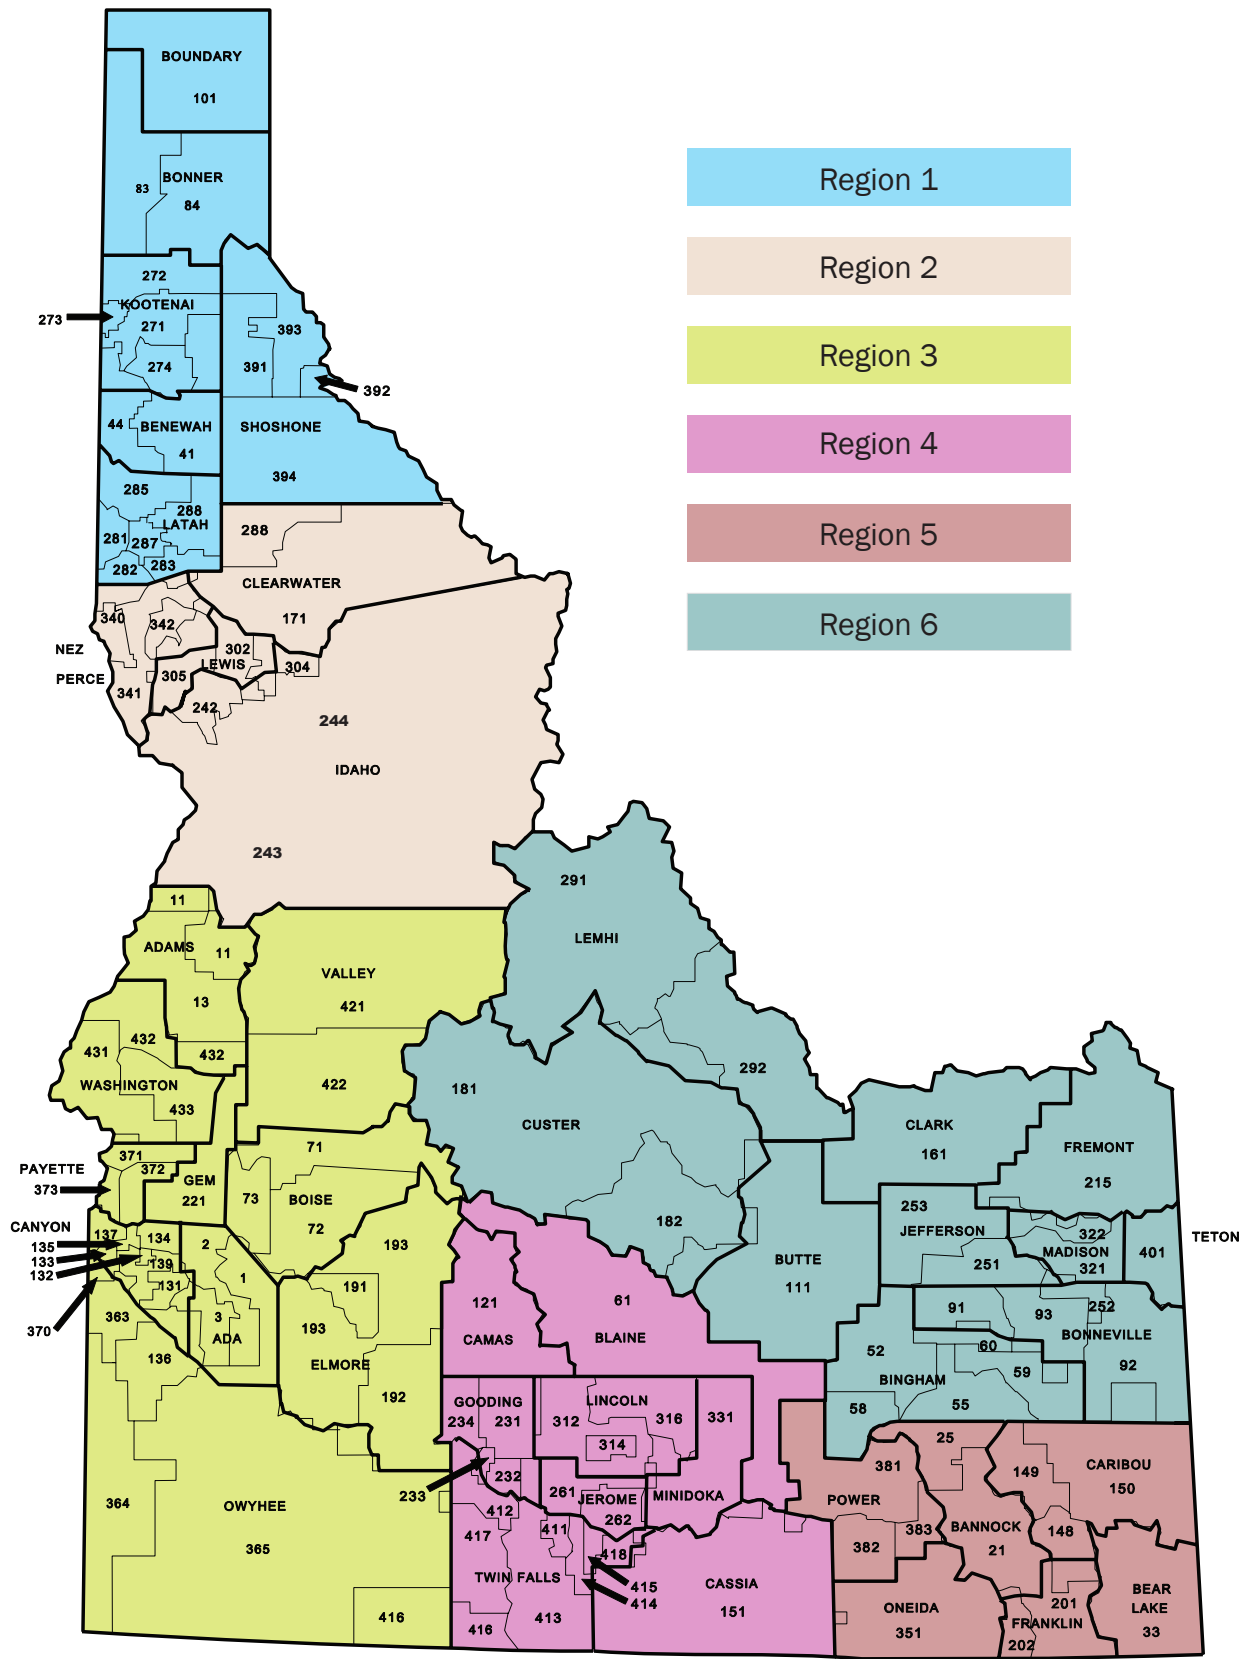 BOUNDARY
101
83
BONNER
84
272
KOOTENAI
273
271
274
393
391
392
44
BENEWAH
41
SHOSHONE
394
285
288
LATAH
281
287
282
283
288
CLEARWATER
171
340
342
NEZ
PERCE
341
302
LEWIS
304
305
242
244
IDAHO
243
Region 1
Region 2
Region 3
Region 4
Region 5
Region 6
11
ADAMS
11
13
VALLEY
421
431
432
432
WASHINGTON
433
422
291
LEMHI
292
181
CUSTER
182
371
PAYETTE
372
373
GEM
221
71
73
BOISE
72
CANYON
137
135
134
133
132
139
131
370
2
1
3
ADA
193
191
193
ELMORE
192
363
136
364
OWYHEE
365
416
CLARK
161
FREMONT
215
253
JEFFERSON
251
322
MADISON
321
401
TETON
BUTTE
111
91
93
252
BONNEVILLE
92
52
60
59
BINGHAM
58
55
121
CAMAS
61
BLAINE
GOODING
234
231
233
232
LINCOLN
312
316
314
331
261
JEROME
262
MINIDOKA
412
417
411
418
415
414
TWIN FALLS
413
416
CASSIA
151
25
381
POWER
383
382
149
CARIBOU
150
BANNOCK
21
148
ONEIDA
351
201
FRANKLIN
202
BEAR
LAKE
33